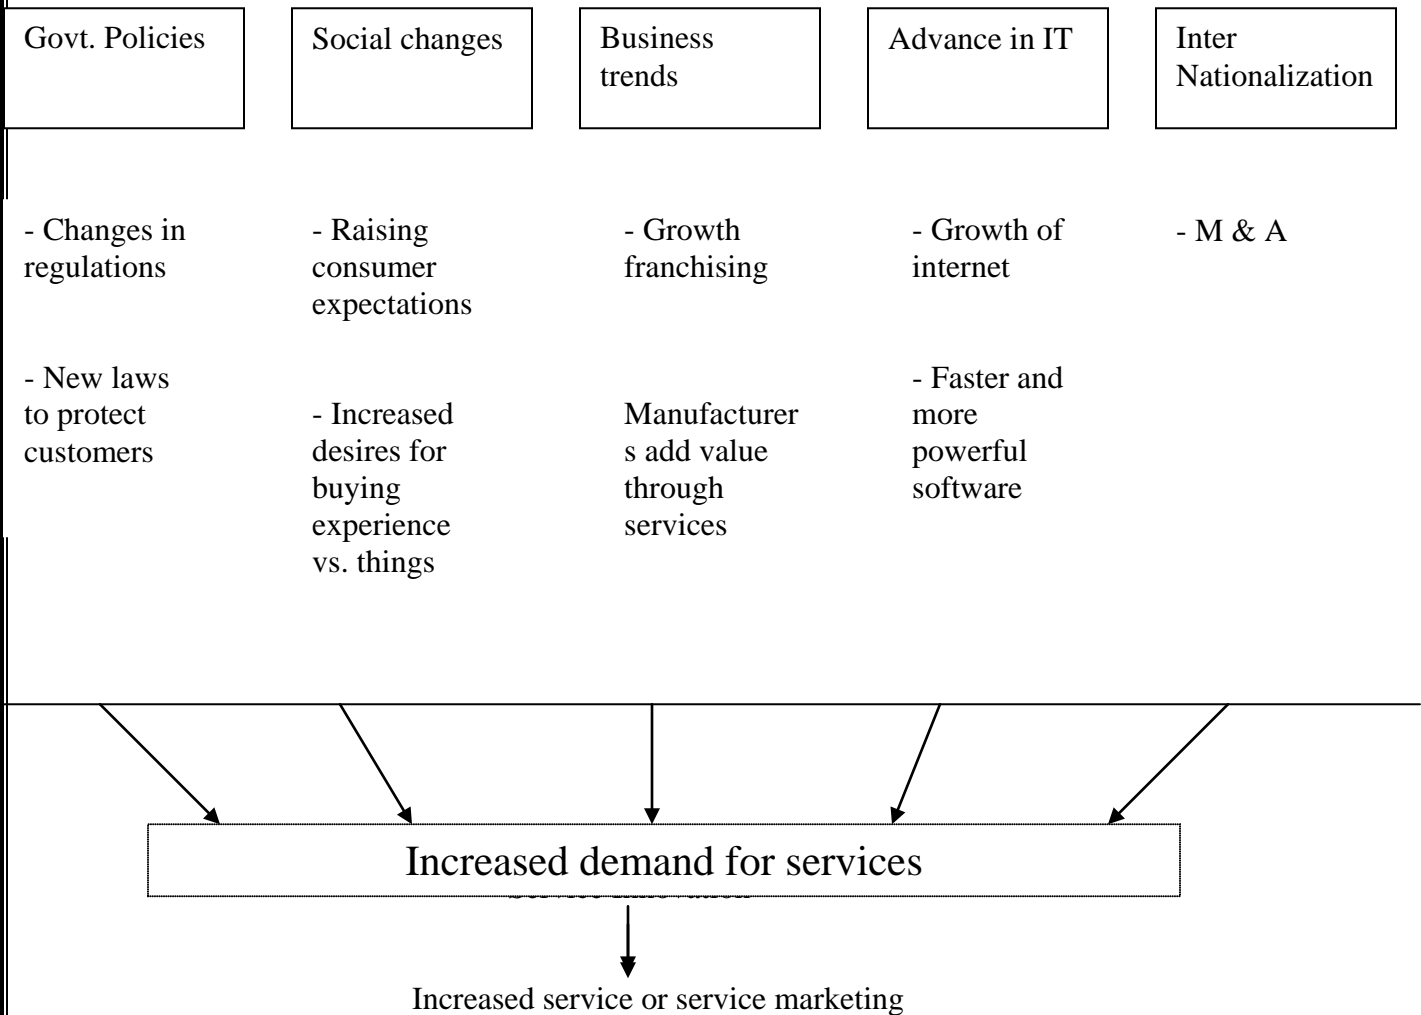 Govt. Policies
Social changes
Business
trends
Advance in IT
Inter
Nationalization
- Changes in
regulations
- New laws
to protect
customers
- Raising
consumer
expectations
- Increased
desires for
buying
experience
vs. things
- Growth
franchising
Manufacturer
s add value
through
services
- Growth of
internet
- Faster and
more
powerful
software
- M & A
Increased demand for services
Increased service or service marketing